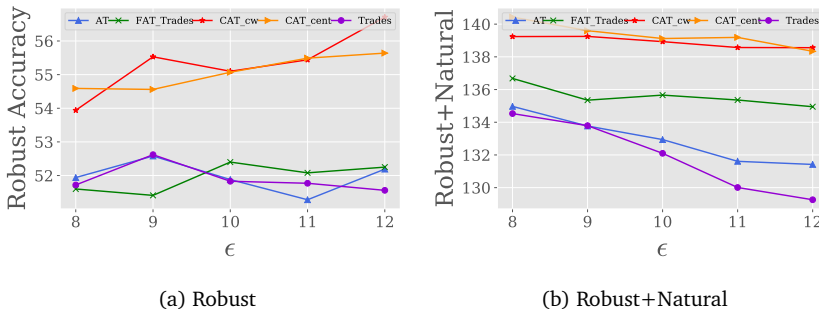 AT FAT_Trades CAT_cw CAT_cent Trades
Robust Accuracy
56
55
54
53
52
8 9 10 11 12
ϵ
(a) Robust
AT FAT_Trades CAT_cw CAT_cent Trades
Robust+Natural
140
138
136
134
132
130
8 9 10 11 12
ϵ
(b) Robust+Natural